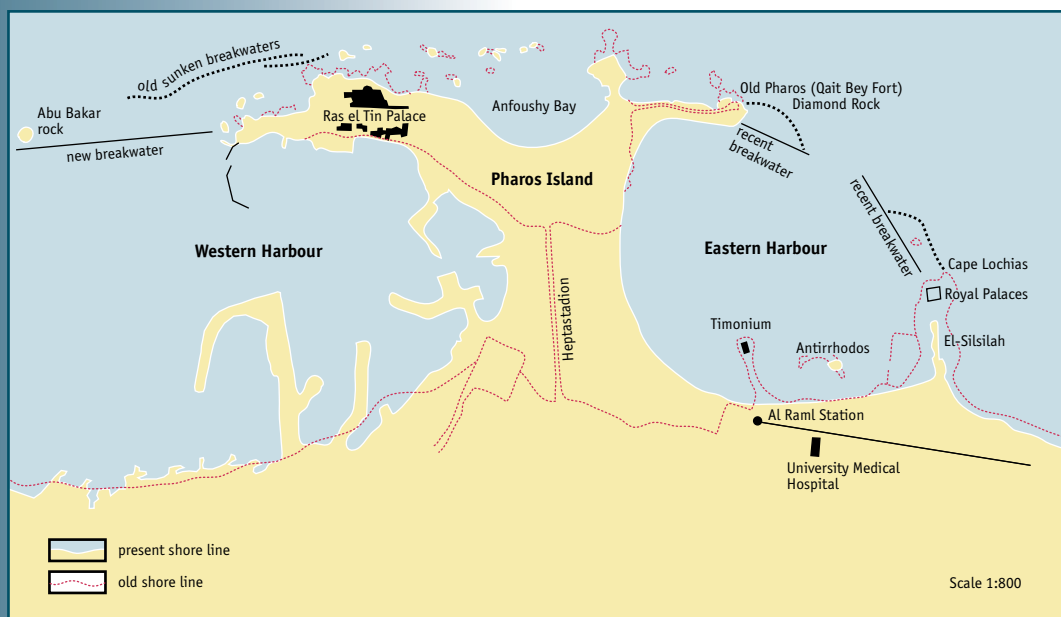 old sunken breakwaters
Abu Bakar
rock
new breakwater
Ras el Tin Palace
Anfoushy Bay
Old Pharos (Qait Bey Fort)
Diamond Rock
recent
breakwater
Pharos Island
Western Harbour
Eastern Harbour
recent breakwater
Cape Lochias
Royal Palaces
Heptastadion
Timonium
Antirrhodos
El-Silsilah
Al Raml Station
University Medical
Hospital
present shore line
old shore line
Scale 1:800